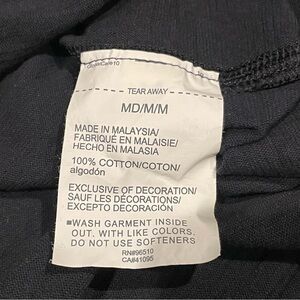 TEAR AWAY
MD/M/M
MADE IN MALAYSIA/
FABRIQUÉ EN MALAISIE/
HECHO EN MALASIA
100% COTTON/COTON/
algodón
EXCLUSIVE OF DECORATION/
SAUF LES DÉCORATIONS/
EXCEPTO DECORACIÓN
■WASH GARMENT INSIDE
OUT. WITH LIKE COLORS.
DO NOT USE SOFTENERS
RN#96510
CA#41095